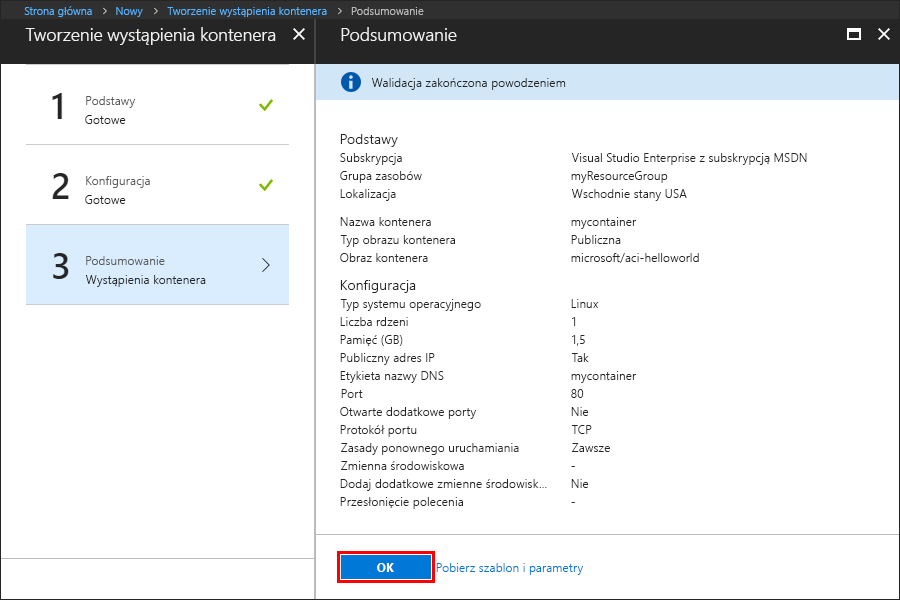 Strona główna > Nowy > Tworzenie wystąpienia kontenera > Podsumowanie
Tworzenie wystąpienia kontenera
Podsumowanie
1
Podstawy
Gotowe
2
Konfiguracja
Gotowe
3
Podsumowanie
Wystąpienia kontenera
Walidacja zakończona powodzeniem
Podstawy
Subskrypcja Visual Studio Enterprise z subskrypcją MSDN
Grupa zasobów myResourceGroup
Lokalizacja Wschodnie stany USA
Nazwa kontenera mycontainer
Typ obrazu kontenera Publiczna
Obraz kontenera microsoft/aci-helloworld
Konfiguracja
Typ systemu operacyjnego Linux
Liczba rdzeni 1
Pamięć (GB) 1,5
Publiczny adres IP Tak
Etykieta nazwy DNS mycontainer
Port 80
Otwarte dodatkowe porty Nie
Protokół portu TCP
Zasady ponownego uruchamiania Zawsze
Zmienna środowiskowa -
Dodaj dodatkowe zmienne środowisk... Nie
Przesłonięcie polecenia -
OK Pobierz szablon i parametry